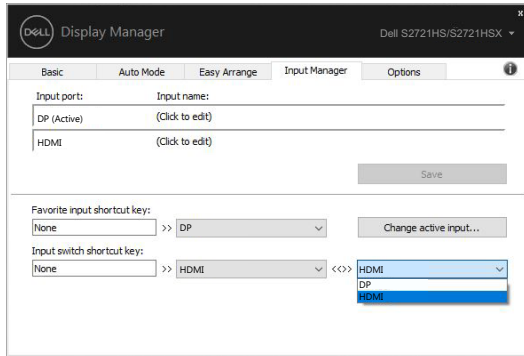 DELL Display Manager
Dell S2721HS/S2721HSX
x
Basic Auto Mode Easy Arrange Input Manager Options
Input port: Input name:
DP (Active) (Click to edit)
HDMI (Click to edit)
Save
Favorite input shortcut key:
None >> DP Change active input...
Input switch shortcut key:
None >> HDMI <<>> HDMI
DP
HDMI